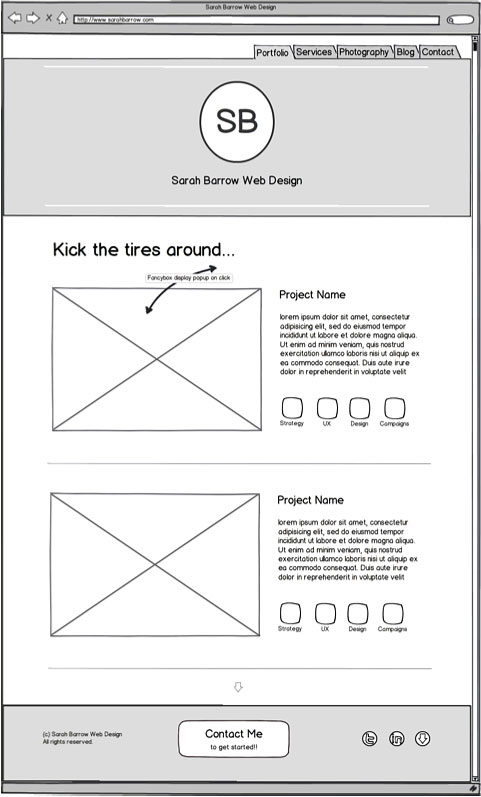 Sarah Barrow Web Design
http://www.sarahbarrow.com
Portfolio Services Photography Blog Contact
SB
Sarah Barrow Web Design
Kick the tires around...
Fancybox display popup on click
Project Name
lorem ipsum dolor sit amet, consectetur
adipisicing elit, sed do eiusmod tempor
incididunt ut labore et dolore magna aliqua.
Ut enim ad minim veniam, quis nostrud
exercitation ullamco laboris nisi ut aliquip ex
ea commodo consequat. Duis aute irure
dolor in reprehenderit in voluptate velit
Strategy UX Design Campaigns
Project Name
lorem ipsum dolor sit amet, consectetur
adipisicing elit, sed do eiusmod tempor
incididunt ut labore et dolore magna aliqua.
Ut enim ad minim veniam, quis nostrud
exercitation ullamco laboris nisi ut aliquip ex
ea commodo consequat. Duis aute irure
dolor in reprehenderit in voluptate velit
Strategy UX Design Campaigns
(c) Sarah Barrow Web Design
All rights reserved.
Contact Me
to get started!!
in